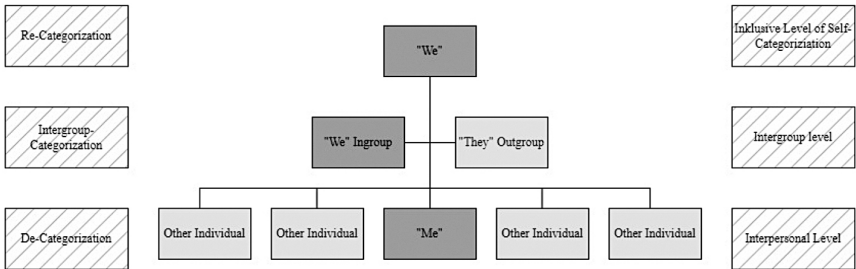 Re-Categorization
"We"
Inklusive Level of Self-
Categoriziation
Intergroup-
Categorization
"We" Ingroup
"They" Outgroup
Intergroup level
De-Categorization
Other Individual
Other Individual
"Me"
Other Individual
Other Individual
Interpersonal Level